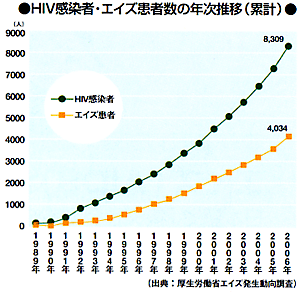 ●HIV感染者・エイズ患者数の年次推移(累計)●
(人)
9000
8000
7000
6000
5000
4000
3000
2000
1000
0
8,309
4,034
HIV感染者
エイズ患者
1989年
1990年
1991年
1992年
1993年
1994年
1995年
1996年
1997年
1998年
1999年
2000年
2001年
2002年
2003年
2004年
2005年
2006年
(出典:厚生労働省エイズ発生動向調査)